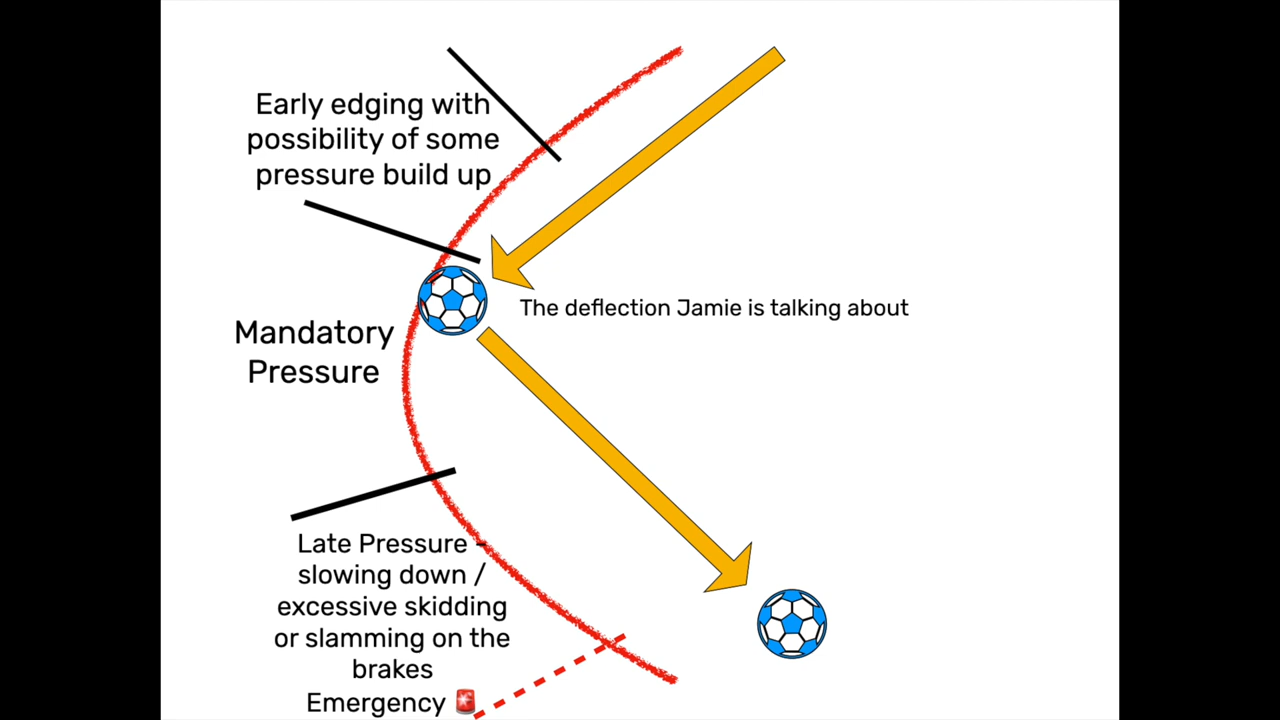 Early edging with
possibility of some
pressure build up
The deflection Jamie is talking about
Mandatory
Pressure
Late Pressure -
slowing down /
excessive skidding
or slamming on the
brakes
Emergency 🚨